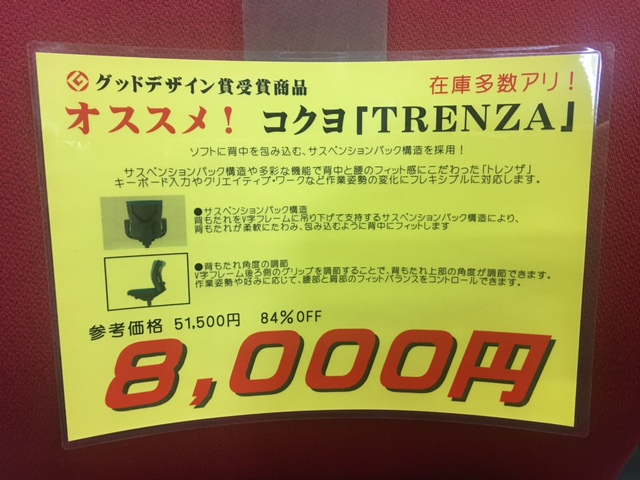 グッドデザイン賞受賞商品
在庫多数アリ！
オススメ！ コクヨ「TRENZA」
ソフトに背中を包み込む、サスペンションバック構造を採用！
サスペンションバック構造や多彩な機能で背中と腰のフィット感にこだわった「トレンザ」
キーボード入力やクリエイティブ・ワークなど作業姿勢の変化にフレキシブルに対応します。
●サスペンションバック構造
背もたれをV字フレームに吊り下げて支持するサスペンションバック構造により、
背もたれが柔軟にたわみ、包み込むように背中にフィットします
●背もたれ角度の調節
V字フレーム後ろ側のグリップを調節することで、背もたれ上部の角度が調節できます。
作業姿勢や好みに応じて、腰部と肩部のフィットバランスをコントロールできます。
参考価格 51,500円 84%OFF
8,000円